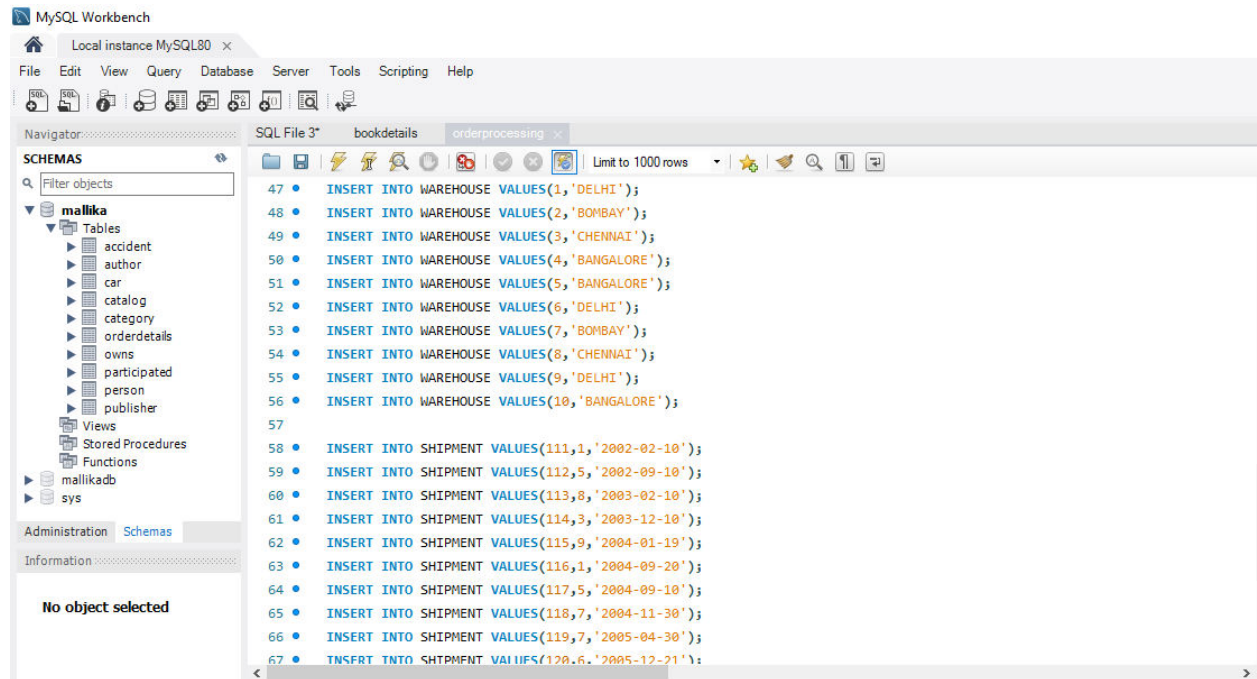 MySQL Workbench
Local instance MySQL80 ×
File Edit View Query Database Server Tools Scripting Help
Navigator
SCHEMAS
Filter objects
mallika
Tables
accident
author
car
catalog
category
orderdetails
owns
participated
person
publisher
Views
Stored Procedures
Functions
mallikadb
sys
Administration Schemas
Information
No object selected
SQL File 3* bookdetails orderprocessing ×
Limit to 1000 rows
47 INSERT INTO WAREHOUSE VALUES(1,'DELHI');
48 INSERT INTO WAREHOUSE VALUES(2,'BOMBAY');
49 INSERT INTO WAREHOUSE VALUES(3,'CHENNAI');
50 INSERT INTO WAREHOUSE VALUES(4,'BANGALORE');
51 INSERT INTO WAREHOUSE VALUES(5,'BANGALORE');
52 INSERT INTO WAREHOUSE VALUES(6,'DELHI');
53 INSERT INTO WAREHOUSE VALUES(7,'BOMBAY');
54 INSERT INTO WAREHOUSE VALUES(8,'CHENNAI');
55 INSERT INTO WAREHOUSE VALUES(9,'DELHI');
56 INSERT INTO WAREHOUSE VALUES(10,'BANGALORE');
57
58 INSERT INTO SHIPMENT VALUES(111,1,'2002-02-10');
59 INSERT INTO SHIPMENT VALUES(112,5,'2002-09-10');
60 INSERT INTO SHIPMENT VALUES(113,8,'2003-02-10');
61 INSERT INTO SHIPMENT VALUES(114,3,'2003-12-10');
62 INSERT INTO SHIPMENT VALUES(115,9,'2004-01-19');
63 INSERT INTO SHIPMENT VALUES(116,1,'2004-09-20');
64 INSERT INTO SHIPMENT VALUES(117,5,'2004-09-10');
65 INSERT INTO SHIPMENT VALUES(118,7,'2004-11-30');
66 INSERT INTO SHIPMENT VALUES(119,7,'2005-04-30');
67 INSERT INTO SHIPMENT VALUES(120,6,'2005-12-21');